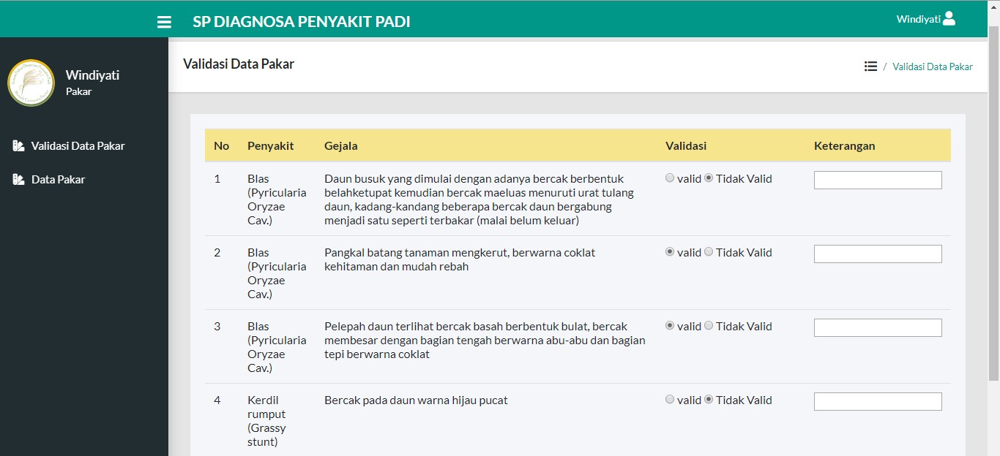 SP DIAGNOSA PENYAKIT PADI
Windiyati
Windiyati
Pakar
Validasi Data Pakar
Data Pakar
Validasi Data Pakar
/ Validasi Data Pakar
No Penyakit Gejala Validasi Keterangan
1
Blas
(Pyricularia
Oryzae
Cav.)
Daun busuk yang dimulai dengan adanya bercak berbentuk
belahketupat kemudian bercak maeluas menuruti urat tulang
daun, kadang-kandang beberapa bercak daun bergabung
menjadi satu seperti terbakar (malai belum keluar)
valid Tidak Valid
2
Blas
(Pyricularia
Oryzae
Cav.)
Pangkal batang tanaman mengkerut, berwarna coklat
kehitaman dan mudah rebah
valid Tidak Valid
3
Blas
(Pyricularia
Oryzae
Cav.)
Pelepah daun terlihat bercak basah berbentuk bulat, bercak
membesar dengan bagian tengah berwarna abu-abu dan bagian
tepi berwarna coklat
valid Tidak Valid
4
Kerdil
rumput
(Grassy
stunt)
Bercak pada daun warna hijau pucat
valid Tidak Valid